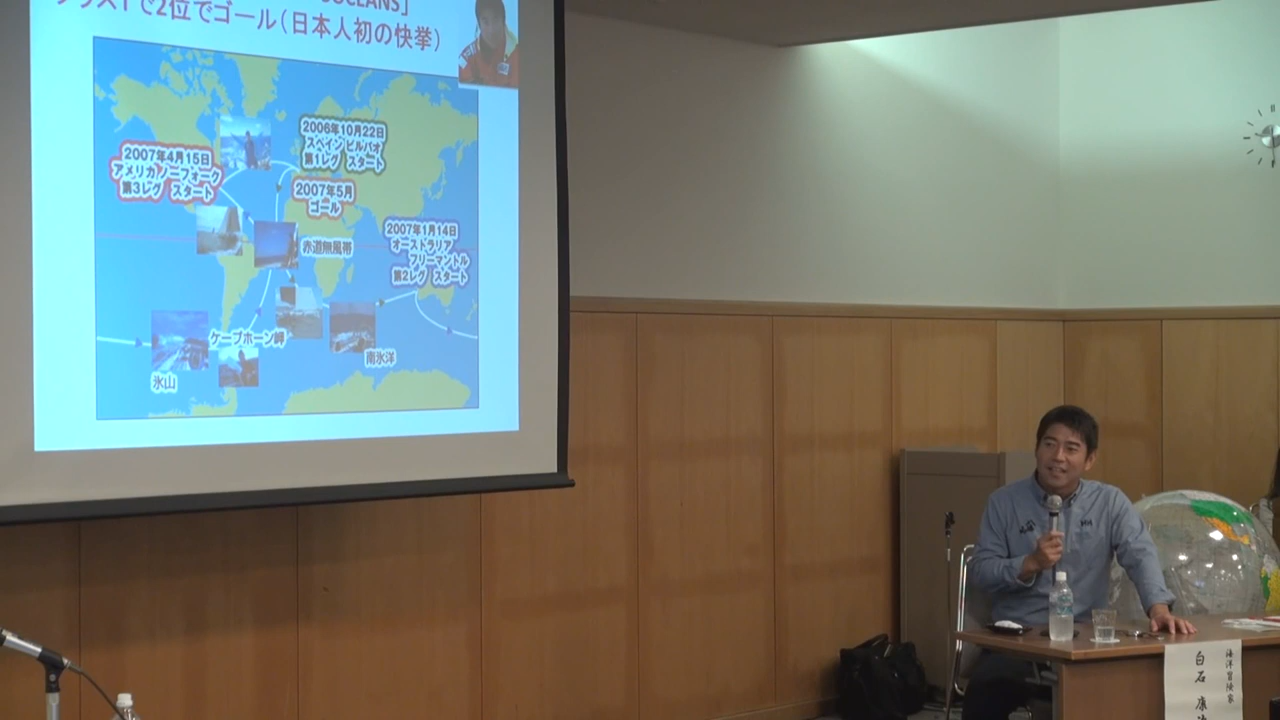 クラス1で2位でゴール(日本人初の快挙)
2006年10月22日
スペイン ビルバオ
第1レグ スタート
2007年4月15日
アメリカ ノーフォーク
第3レグ スタート
2007年5月
ゴール
2007年1月14日
オーストラリア
フリーマントル
第2レグ スタート
赤道無風帯
ケープホーン岬
南氷洋
氷山
海洋冒険家
白石 康